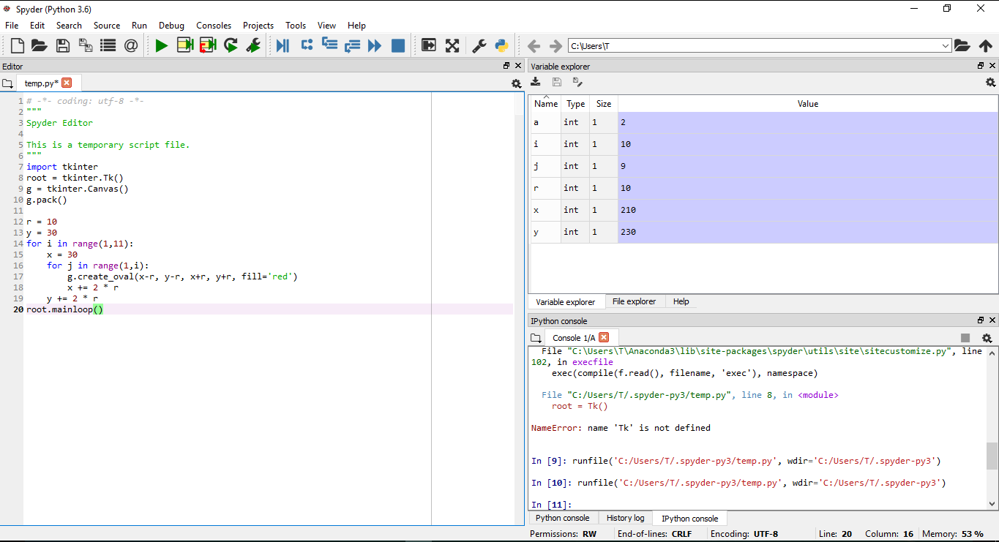 Spyder (Python 3.6)
File Edit Search Source Run Debug Consoles Projects Tools View Help
C:\Users\T
Editor
temp.py*
1 # -*- coding: utf-8 -*-
2 """
3 Spyder Editor
4
5 This is a temporary script file.
6 """
7 import tkinter
8 root = tkinter.Tk()
9 g = tkinter.Canvas()
10 g.pack()
11
12 r = 10
13 y = 30
14 for i in range(1,11):
15     x = 30
16     for j in range(1,i):
17         g.create_oval(x-r, y-r, x+r, y+r, fill='red')
18         x += 2 * r
19     y += 2 * r
20 root.mainloop()
Variable explorer
Name Type Size Value
a int 1 2
i int 1 10
j int 1 9
r int 1 10
x int 1 210
y int 1 230
Variable explorer File explorer Help
IPython console
Console 1/A
File "C:\Users\T\Anaconda3\lib\site-packages\spyder\utils\site\sitecustomize.py", line
102, in execfile
exec(compile(f.read(), filename, 'exec'), namespace)
File "C:/Users/T/.spyder-py3/temp.py", line 8, in <module>
root = Tk()
NameError: name 'Tk' is not defined
In [9]: runfile('C:/Users/T/.spyder-py3/temp.py', wdir='C:/Users/T/.spyder-py3')
In [10]: runfile('C:/Users/T/.spyder-py3/temp.py', wdir='C:/Users/T/.spyder-py3')
In [11]:
Python console History log IPython console
Permissions: RW End-of-lines: CRLF Encoding: UTF-8 Line: 20 Column: 16 Memory: 53 %